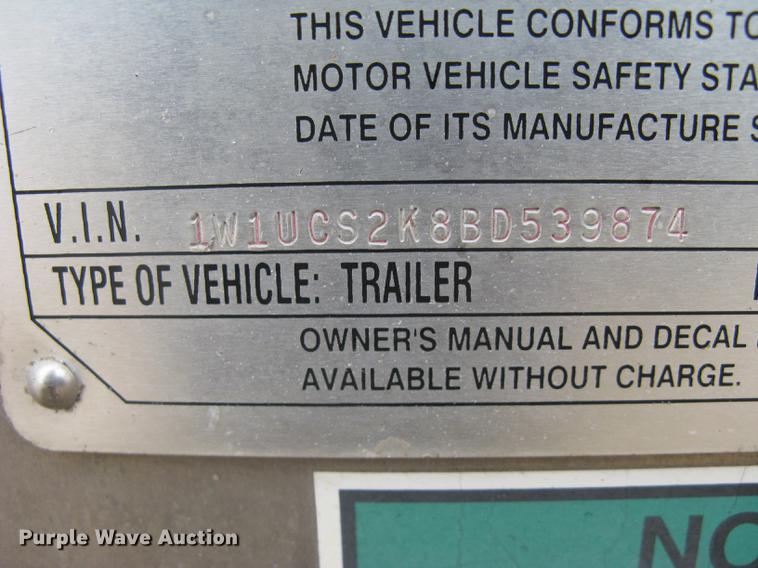 THIS VEHICLE CONFORMS TO
MOTOR VEHICLE SAFETY STA
DATE OF ITS MANUFACTURE S
V.I.N. 1W1UCS2K8BD539874
TYPE OF VEHICLE: TRAILER
OWNER'S MANUAL AND DECAL
AVAILABLE WITHOUT CHARGE.
NO
Purple Wave Auction